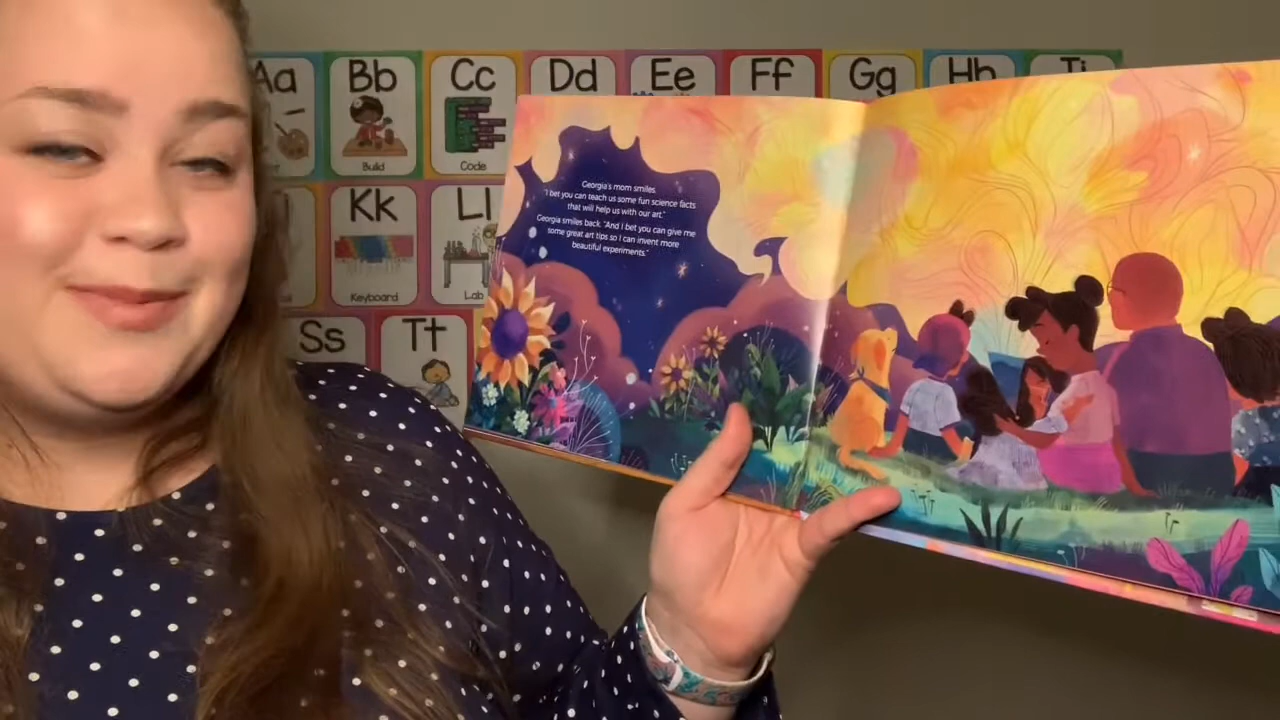 Aa Bb Cc Dd Ee Ff Gg Hh Ii
Build Code
Kk Ll
Keyboard Lab
Ss Tt
Georgia's mom smiles.
"I bet you can teach us some fun science facts
that will help us with our art."
Georgia smiles back. "And I bet you can give me
some great art tips so I can invent more
beautiful experiments."